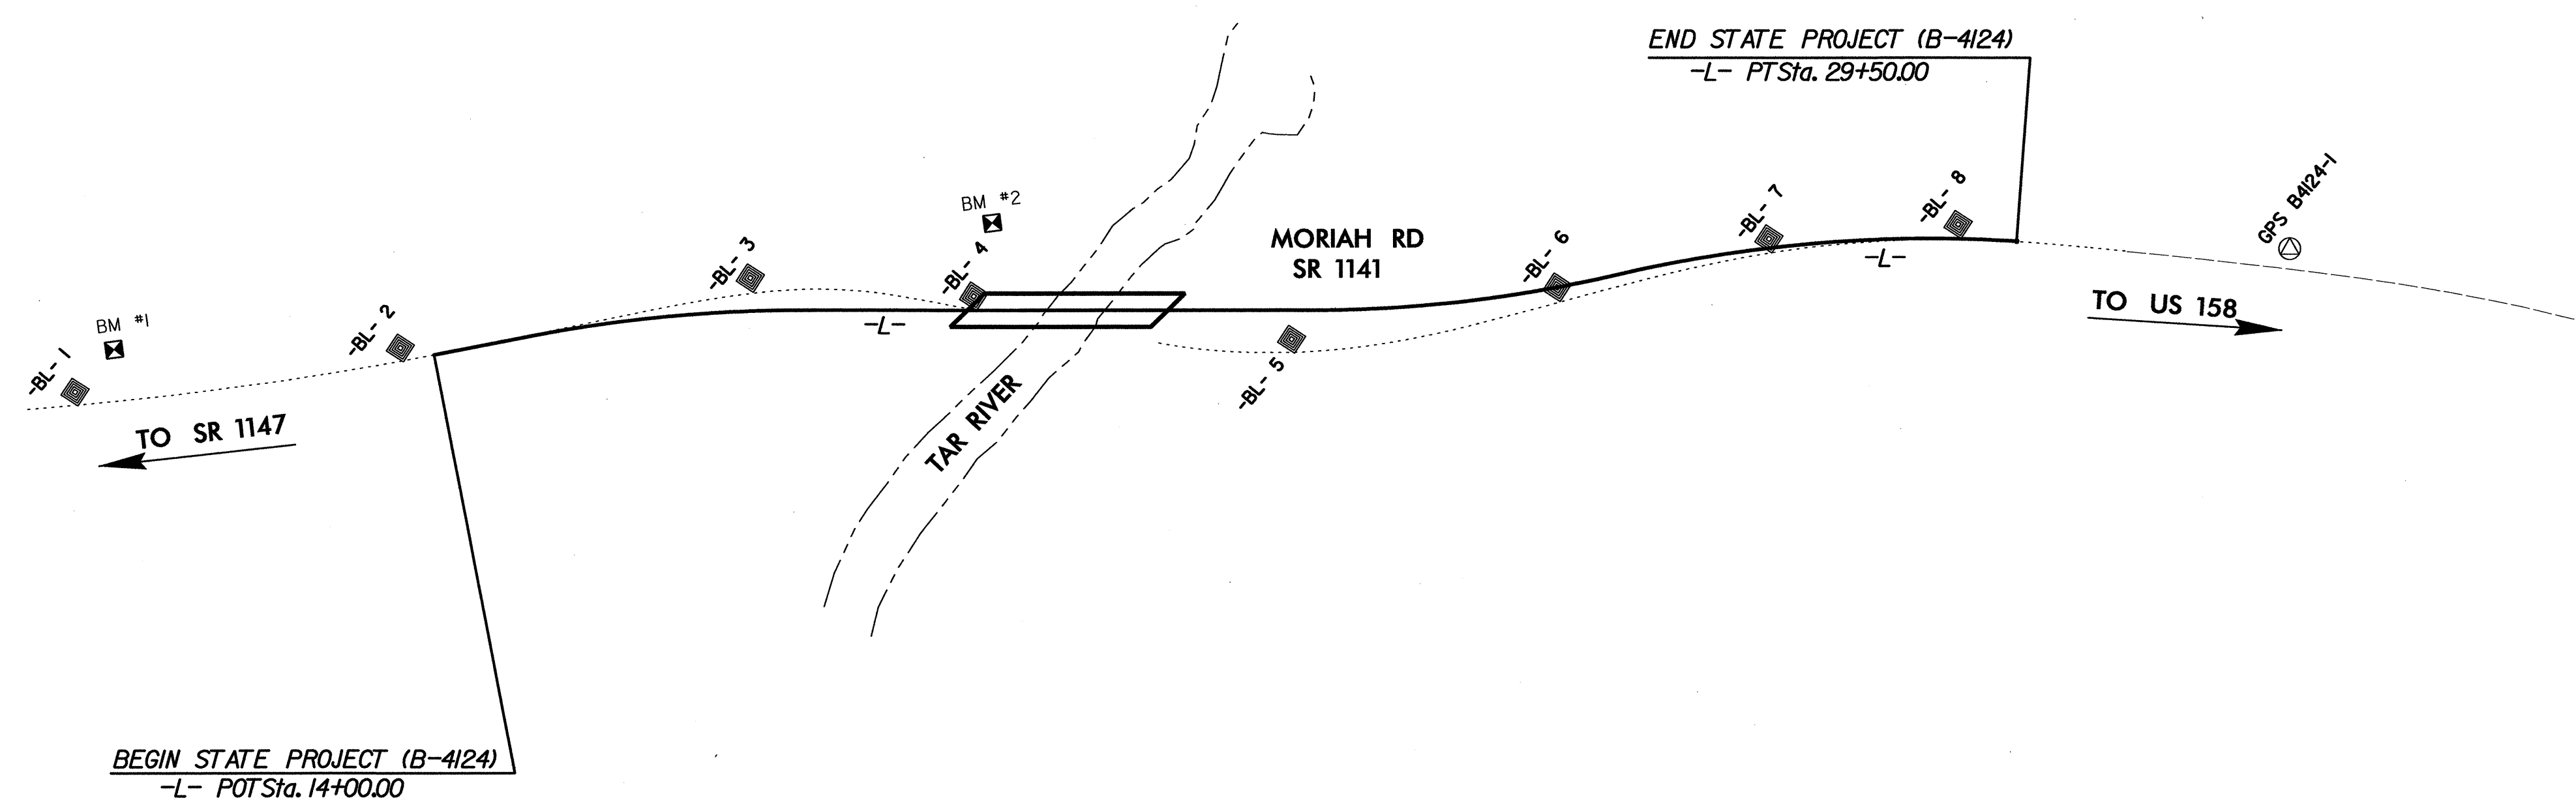 END STATE PROJECT (B-4124)
-L- PT Sta. 29+50.00
BM #1
BM #2
-BL- 1
-BL- 2
-BL- 3
-BL- 4
-BL- 5
-BL- 6
-BL- 7
-BL- 8
GPS B4124-1
MORIAH RD
SR 1141
-L-
-L-
TO US 158
TO SR 1147
TAR RIVER
BEGIN STATE PROJECT (B-4124)
-L- POT Sta. 14+00.00